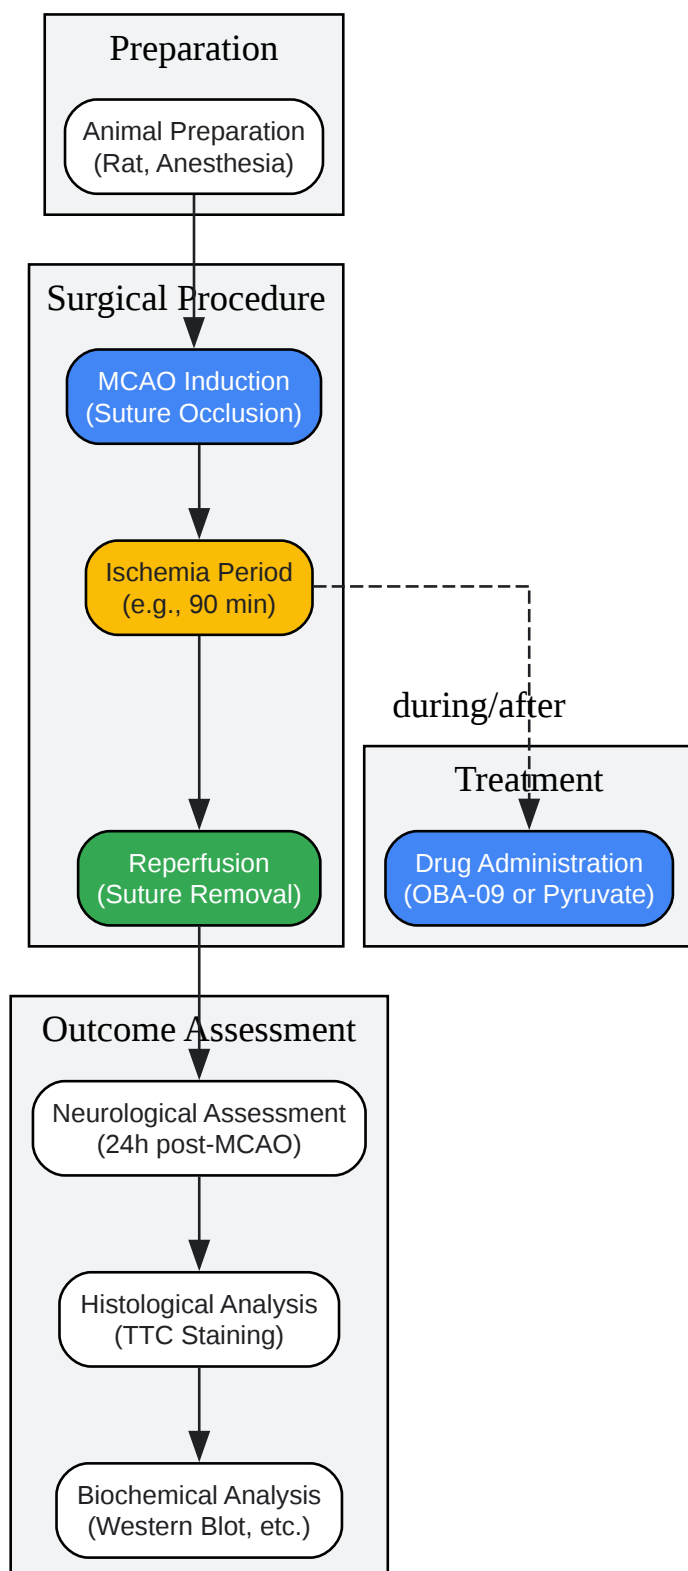 Preparation
Animal Preparation
(Rat, Anesthesia)
Surgical Procedure
MCAO Induction
(Suture Occlusion)
Ischemia Period
(e.g., 90 min)
during/after
Treatment
Reperfusion
(Suture Removal)
Drug Administration
(OBA-09 or Pyruvate)
Outcome Assessment
Neurological Assessment
(24h post-MCAO)
Histological Analysis
(TTC Staining)
Biochemical Analysis
(Western Blot, etc.)